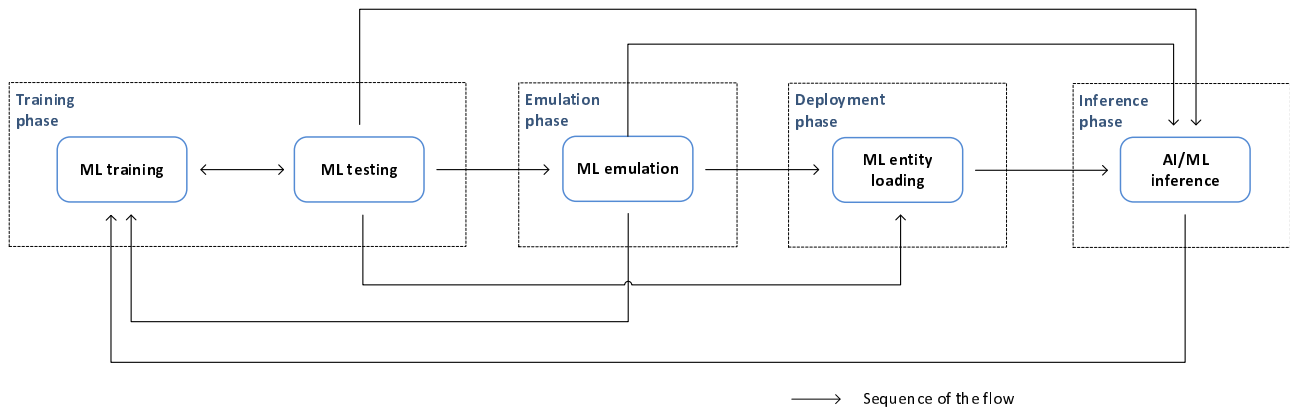 Training
phase
ML training
ML testing
Emulation
phase
ML emulation
Deployment
phase
ML entity
loading
Inference
phase
AI/ML
inference
Sequence of the flow